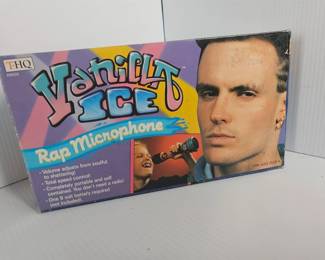 THQ
Vanilla
ICE
Rap Microphone
- Volume adjusts from soulful
to shattering!
- Total speed control!
- Completely portable and self
contained. You don't need a radio!
- One 9 volt battery required
(not included).